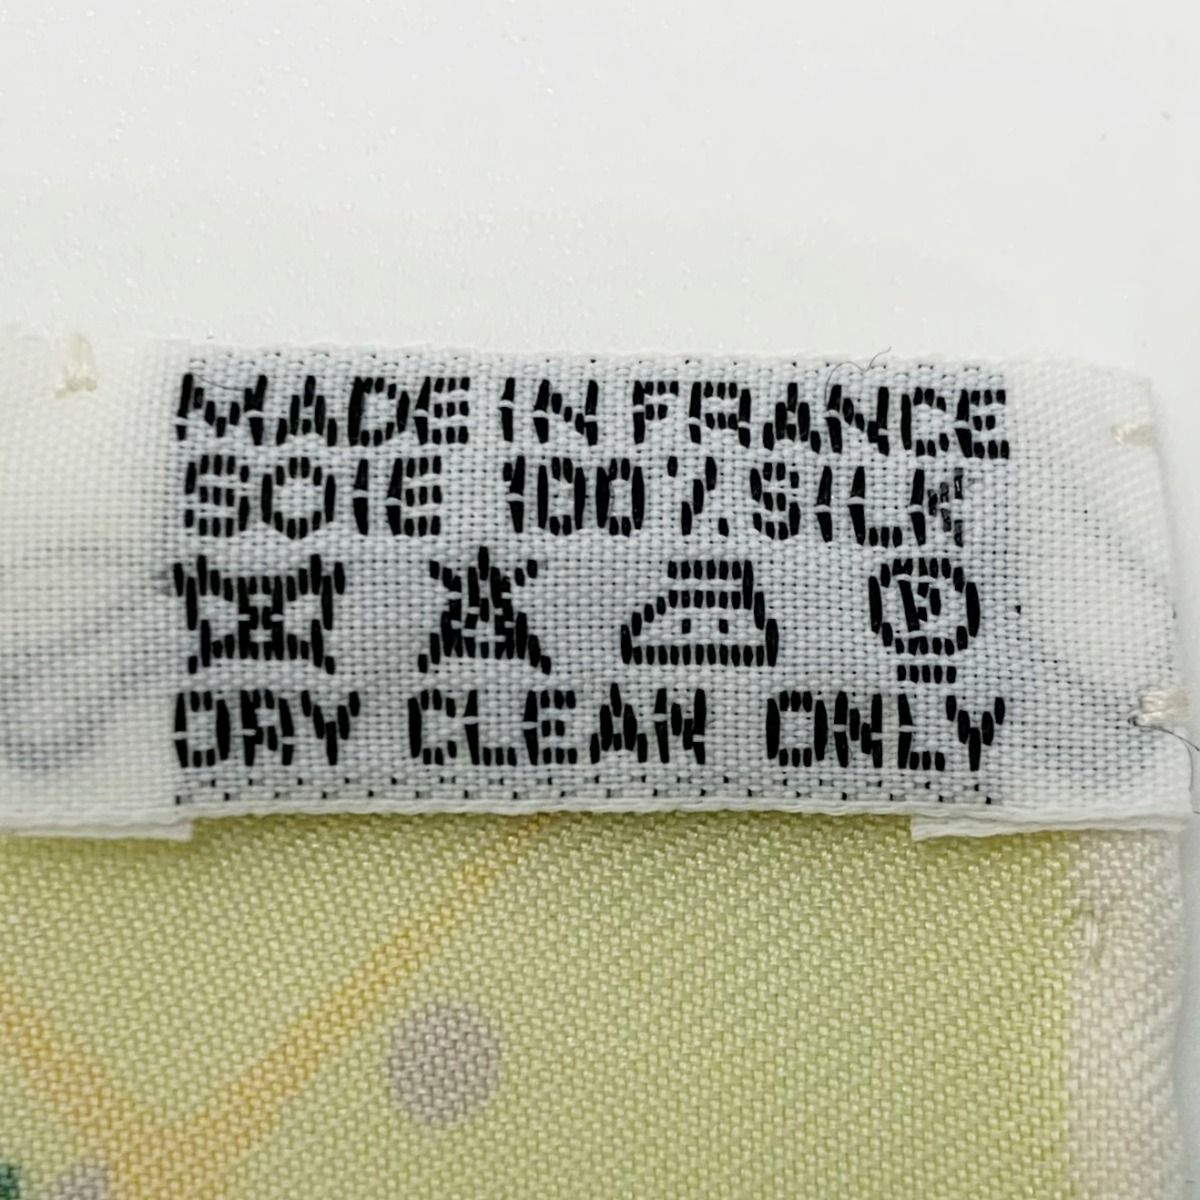 MADE IN FRANCE
SOIE 100% SILK
P
DRY CLEAN ONLY